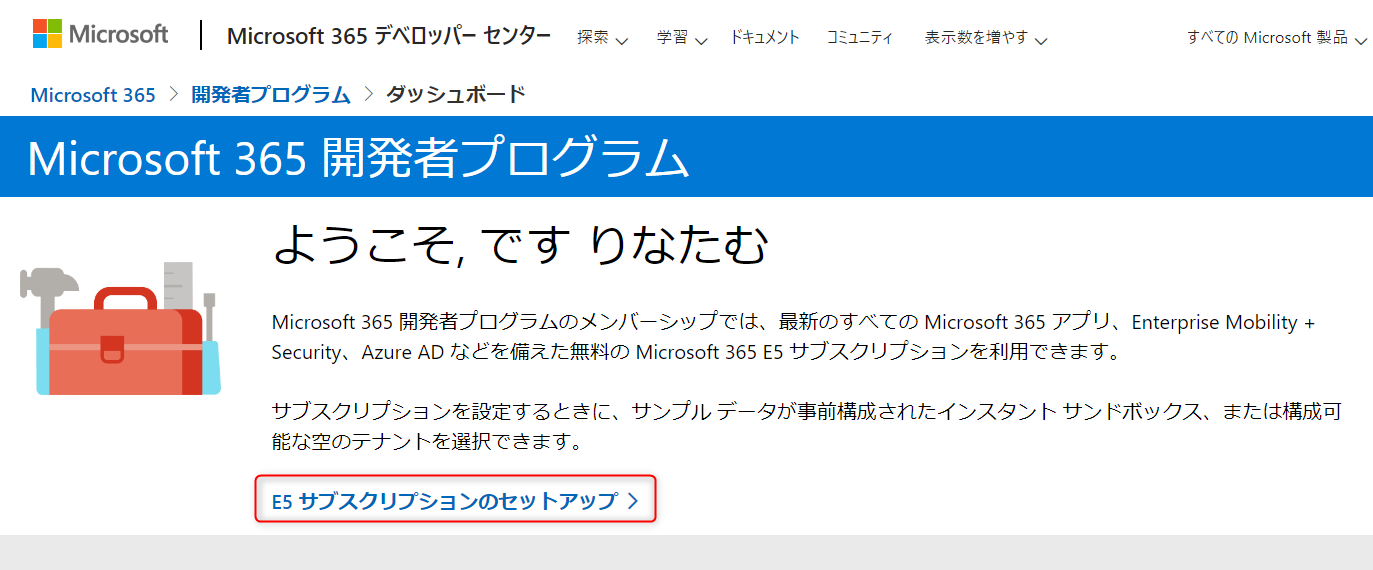 Microsoft Microsoft 365 デベロッパー センター 探索 学習 ドキュメント コミュニティ 表示数を増やす すべての Microsoft 製品
Microsoft 365 > 開発者プログラム > ダッシュボード
Microsoft 365 開発者プログラム
ようこそ, です りなたむ
Microsoft 365 開発者プログラムのメンバーシップでは、最新のすべての Microsoft 365 アプリ、Enterprise Mobility +
Security、Azure AD などを備えた無料の Microsoft 365 E5 サブスクリプションを利用できます。
サブスクリプションを設定するときに、サンプル データが事前構成されたインスタント サンドボックス、または構成可
能な空のテナントを選択できます。
E5 サブスクリプションのセットアップ >